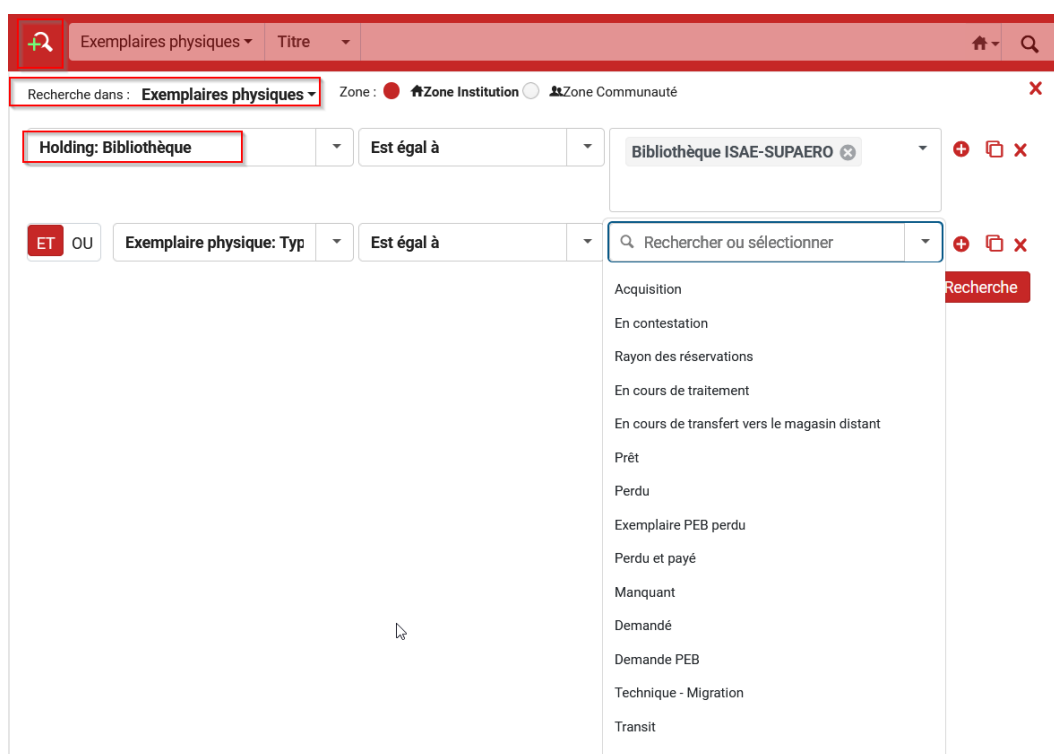 Exemplaires physiques Titre
Recherche dans : Exemplaires physiques Zone : Zone Institution Zone Communauté
Holding: Bibliothèque Est égal à Bibliothèque ISAE-SUPAERO
ET OU Exemplaire physique: Typ Est égal à Rechercher ou sélectionner
Recherche
Acquisition
En contestation
Rayon des réservations
En cours de traitement
En cours de transfert vers le magasin distant
Prêt
Perdu
Exemplaire PEB perdu
Perdu et payé
Manquant
Demandé
Demande PEB
Technique - Migration
Transit